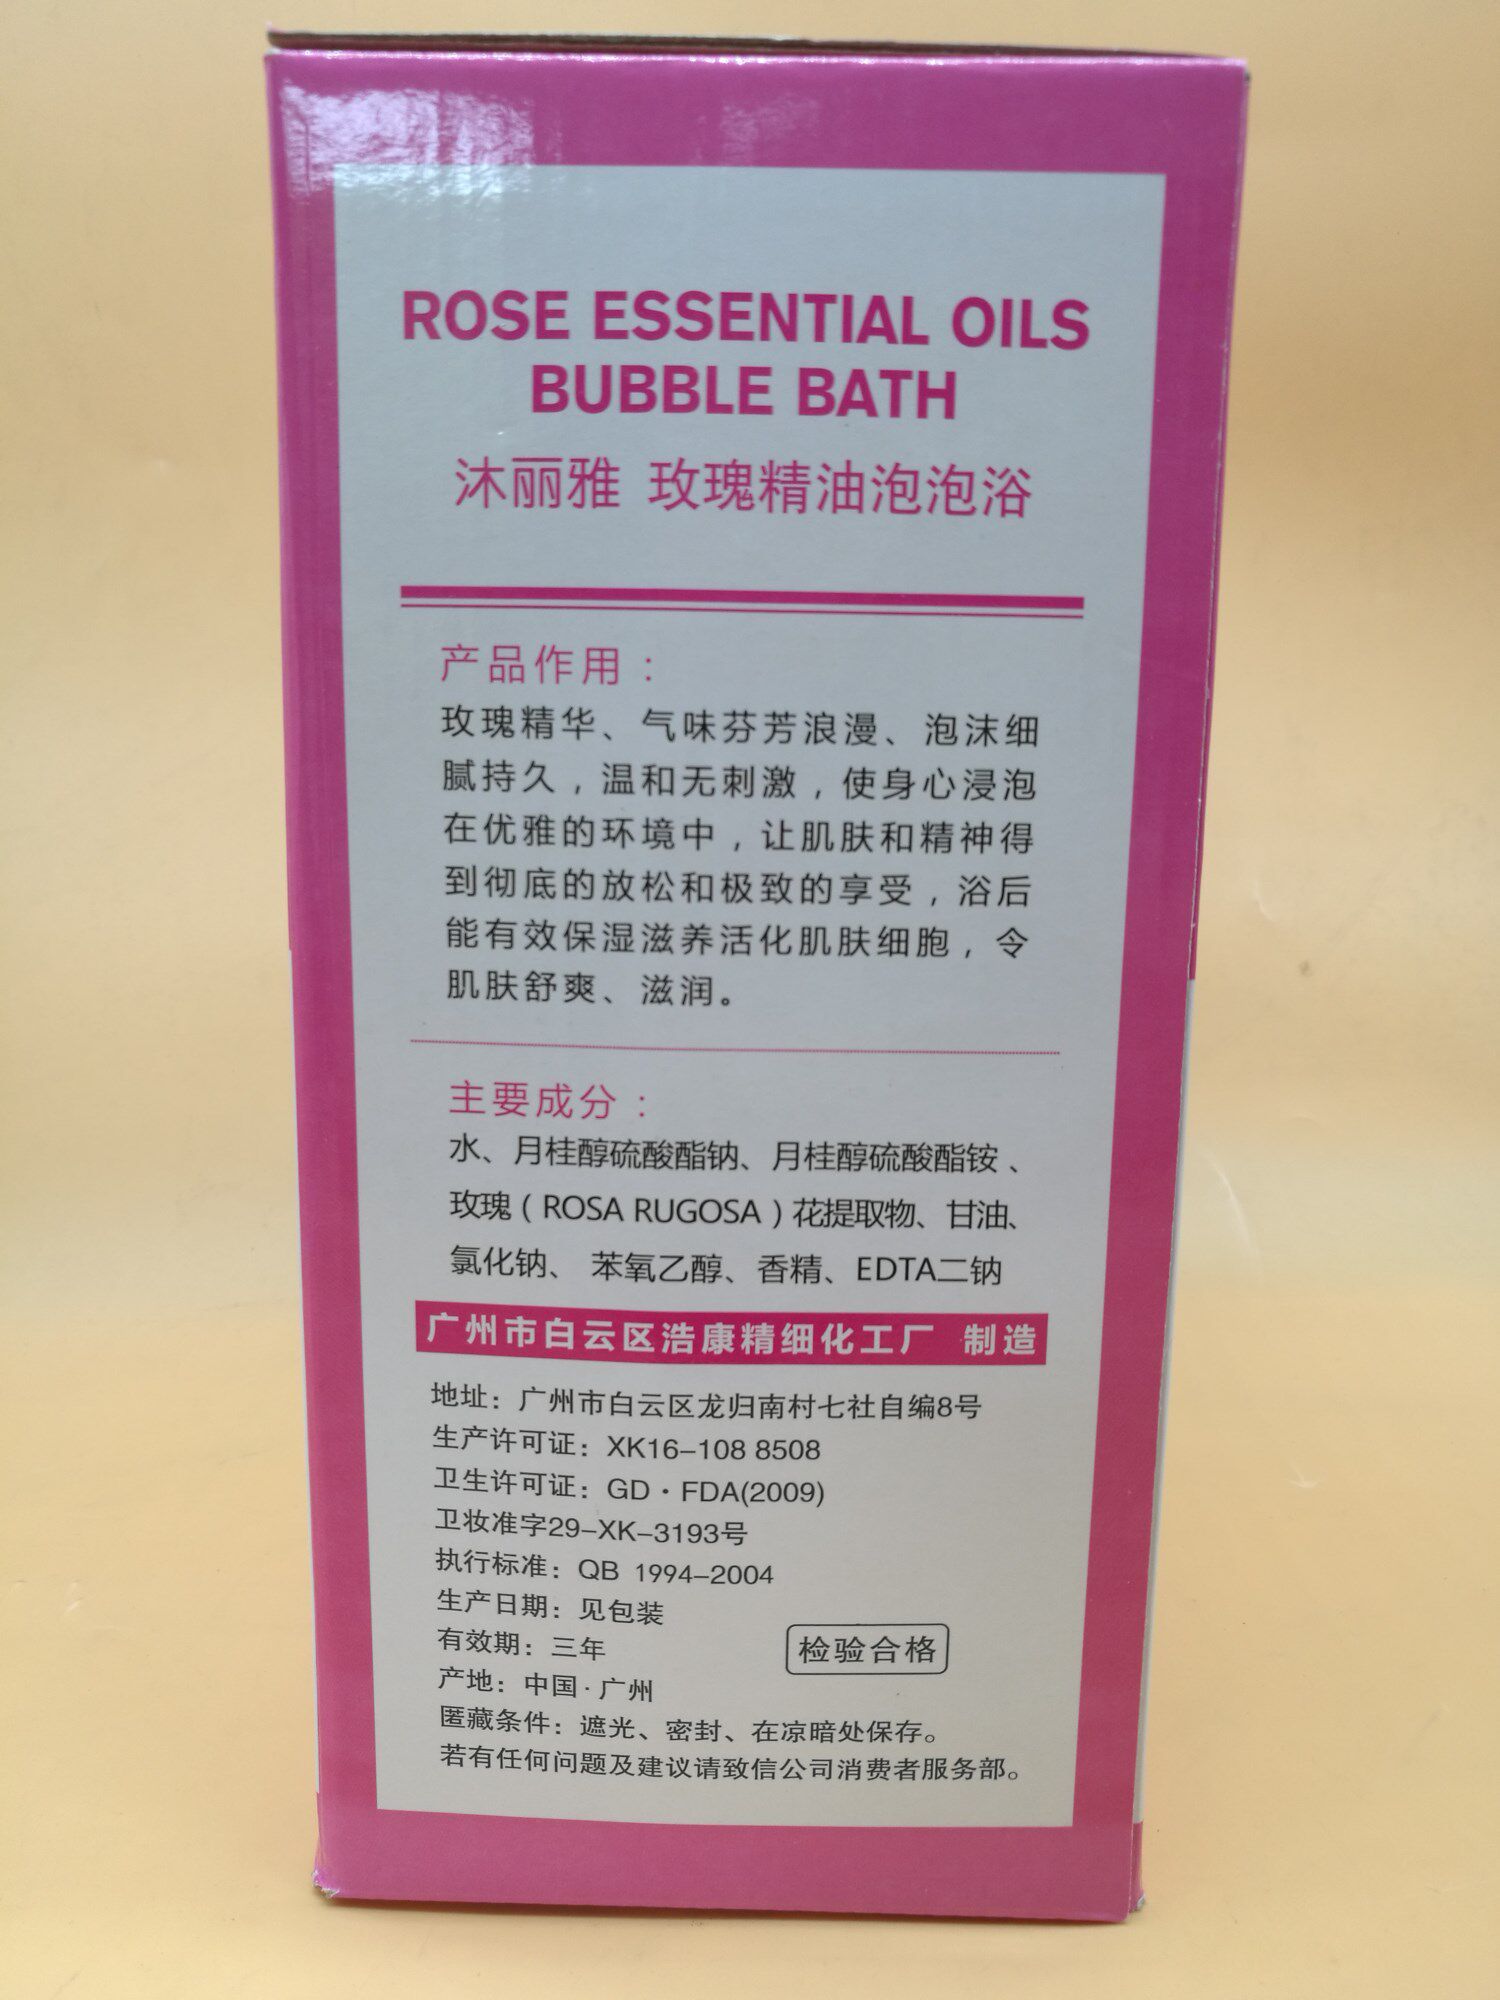 ROSE ESSENTIAL OILS
BUBBLE BATH
沐丽雅 玫瑰精油泡泡浴
产品作用：
玫瑰精华、气味芬芳浪漫、泡沫细
腻持久，温和无刺激，使身心浸泡
在优雅的环境中，让肌肤和精神得
到彻底的放松和极致的享受，浴后
能有效保湿滋养活化肌肤细胞，令
肌肤舒爽、滋润。
主要成分：
水、月桂醇硫酸酯钠、月桂醇硫酸酯铵、
玫瑰（ROSA RUGOSA）花提取物、甘油、
氯化钠、 苯氧乙醇、香精、EDTA二钠
广州市白云区浩康精细化工厂 制造
地址：广州市白云区龙归南村七社自编8号
生产许可证：XK16-108 8508
卫生许可证：GD·FDA(2009)
卫妆准字29-XK-3193号
执行标准：QB 1994-2004
生产日期：见包装
有效期：三年
检验合格
产地：中国·广州
匿藏条件：遮光、密封、在凉暗处保存。
若有任何问题及建议请致信公司消费者服务部。